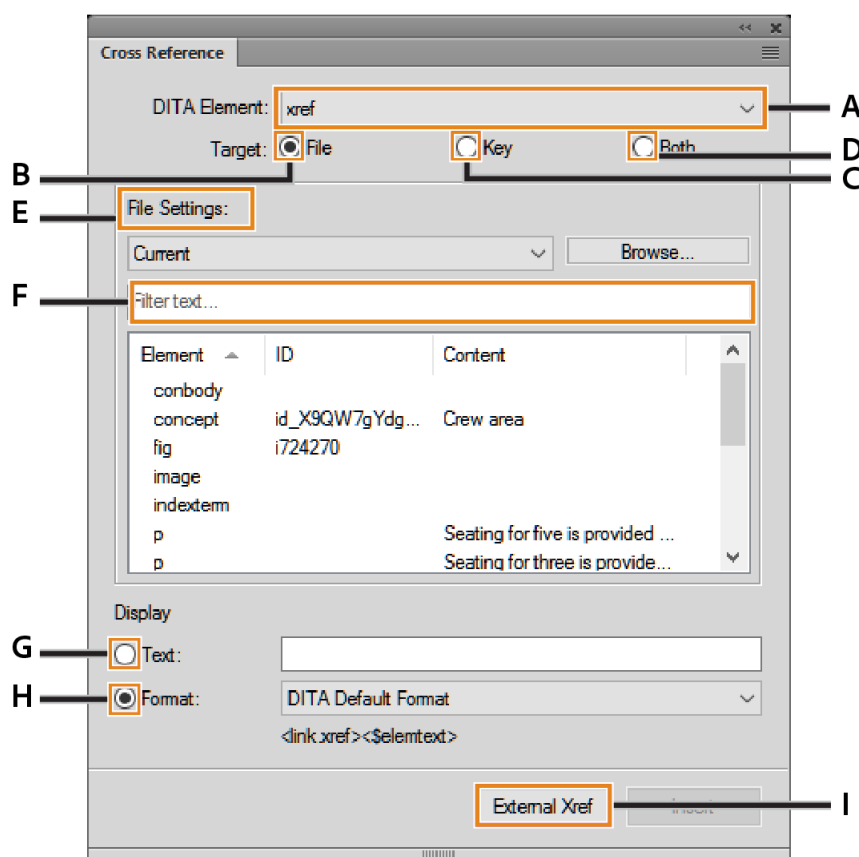 Cross Reference
DITA Element: xref A
Target: File Key Both D
B C
E File Settings:
Current Browse...
F Filter text...
Element ID Content
conbody
concept id_X9QW7gYdg... Crew area
fig i724270
image
indexterm
p Seating for five is provided ...
p Seating for three is provide...
Display
G Text:
H Format: DITA Default Format
<link.xref><$elemtext>
External Xref Insert I